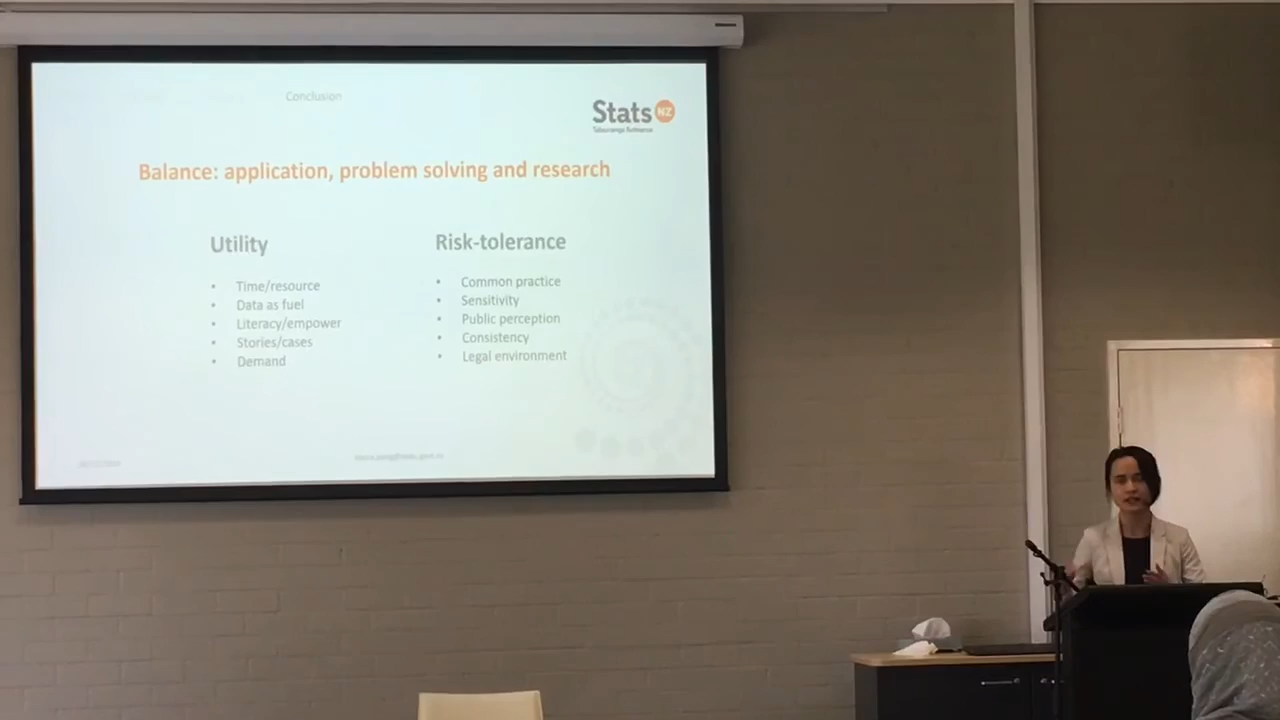 Conclusion
Stats NZ
Tatauranga Aotearoa
Balance: application, problem solving and research
Utility
• Time/resource
• Data as fuel
• Literacy/empower
• Stories/cases
• Demand
Risk-tolerance
• Common practice
• Sensitivity
• Public perception
• Consistency
• Legal environment